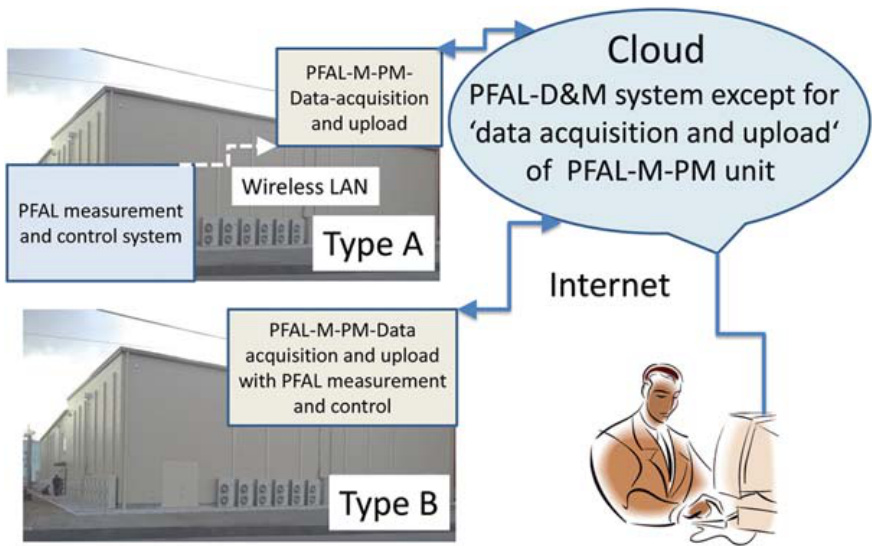 PFAL-M-PM-
Data-acquisition
and upload
Cloud
PFAL-D&M system except for
‘data acquisition and upload‘
of PFAL-M-PM unit
Wireless LAN
PFAL measurement
and control system
Type A
Internet
PFAL-M-PM-Data
acquisition and upload
with PFAL measurement
and control
Type B